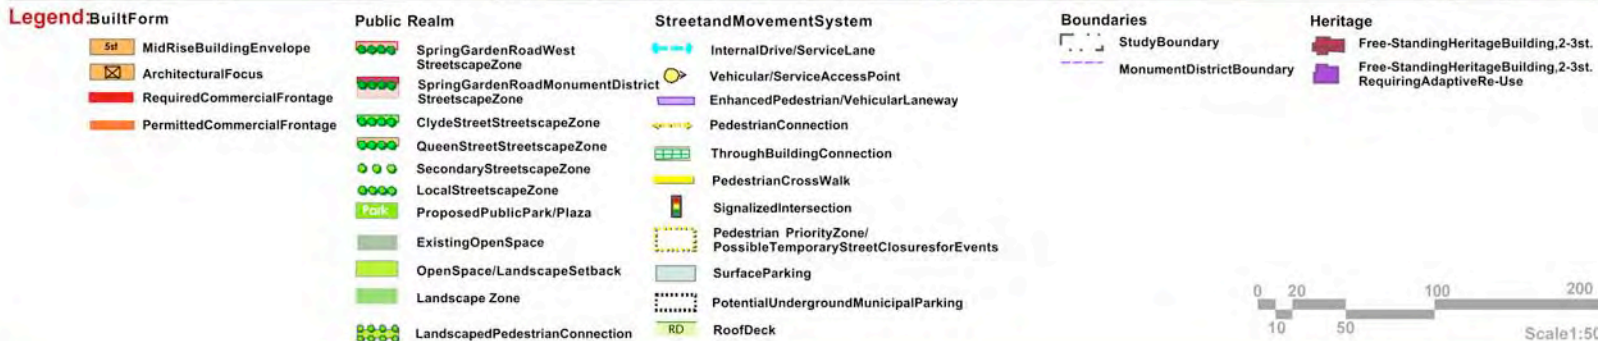 Legend:
BuiltForm
5st MidRiseBuildingEnvelope
ArchitecturalFocus
RequiredCommercialFrontage
PermittedCommercialFrontage
Public Realm
SpringGardenRoadWest
StreetscapeZone
SpringGardenRoadMonumentDistrict
StreetscapeZone
ClydeStreetStreetscapeZone
QueenStreetStreetscapeZone
SecondaryStreetscapeZone
LocalStreetscapeZone
Park ProposedPublicPark/Plaza
ExistingOpenSpace
OpenSpace/LandscapeSetback
Landscape Zone
LandscapedPedestrianConnection
StreetandMovementSystem
InternalDrive/ServiceLane
Vehicular/ServiceAccessPoint
EnhancedPedestrian/VehicularLaneway
PedestrianConnection
ThroughBuildingConnection
PedestrianCrossWalk
SignalizedIntersection
Pedestrian PriorityZone/
PossibleTemporaryStreetClosuresforEvents
SurfaceParking
PotentialUndergroundMunicipalParking
RD RoofDeck
Boundaries
StudyBoundary
MonumentDistrictBoundary
Heritage
Free-StandingHeritageBuilding,2-3st.
Free-StandingHeritageBuilding,2-3st.
RequiringAdaptiveRe-Use
0 20 100 200
10 50
Scale1:50